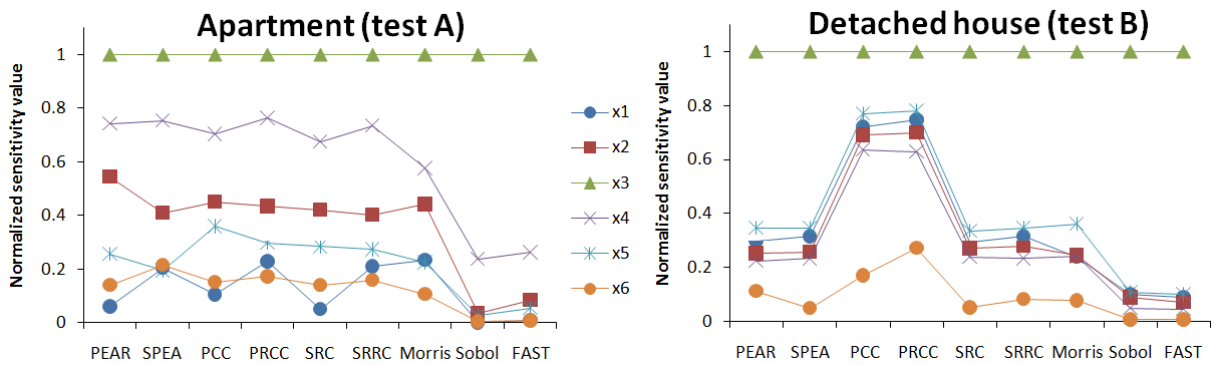 Apartment (test A)
Normalized sensitivity value
1
0.8
0.6
0.4
0.2
0
PEAR SPEA PCC PRCC SRC SRRC Morris Sobol FAST
x1
x2
x3
x4
x5
x6
Detached house (test B)
Normalized sensitivity value
1
0.8
0.6
0.4
0.2
0
PEAR SPEA PCC PRCC SRC SRRC Morris Sobol FAST